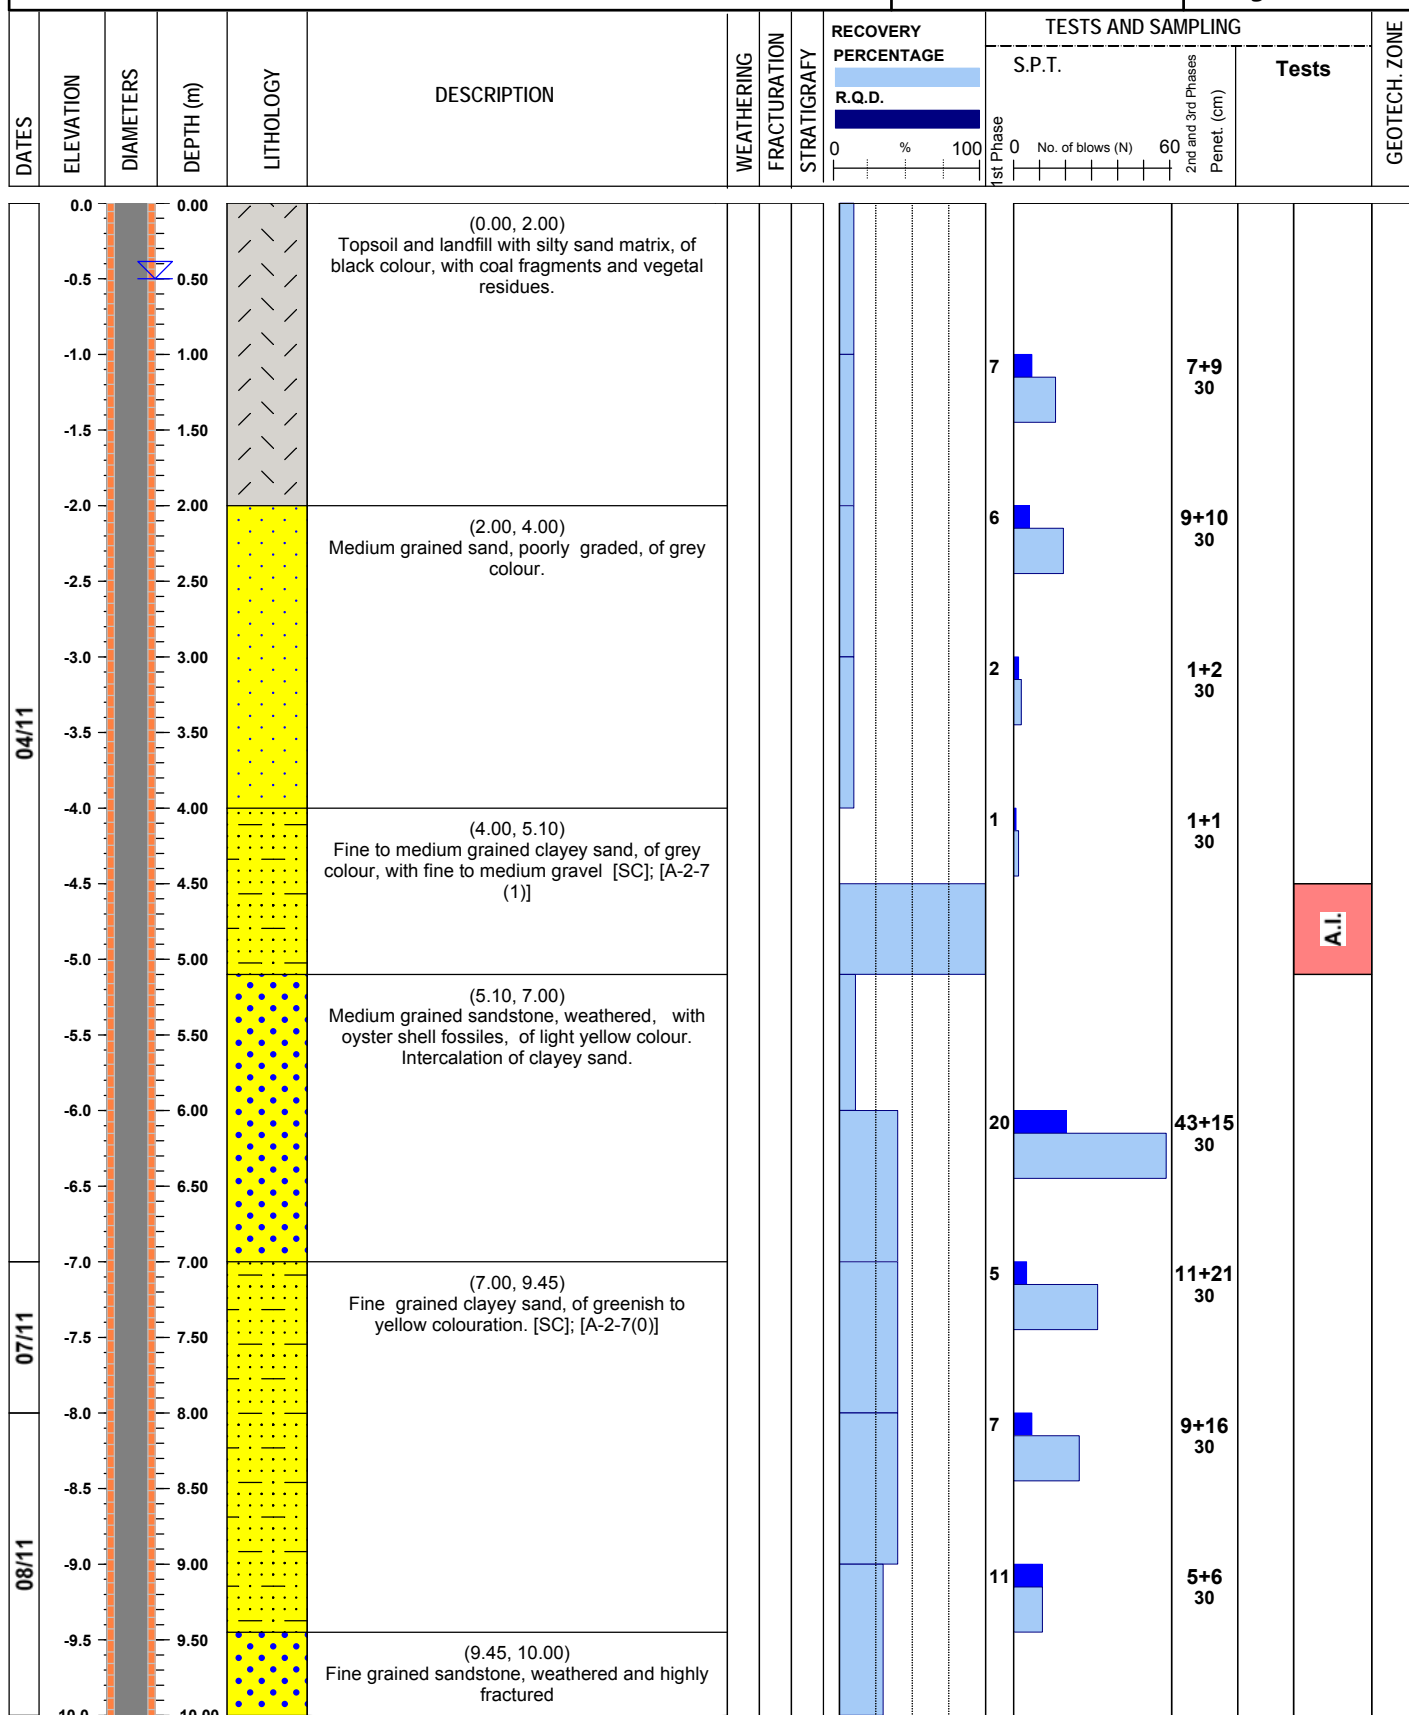 DATES
ELEVATION
DIAMETERS
DEPTH (m)
LITHOLOGY
DESCRIPTION
WEATHERING
FRACTURATION
STRATIGRAFY
RECOVERY
PERCENTAGE
R.Q.D.
0 % 100
TESTS AND SAMPLING
S.P.T.
1st Phase
0 No. of blows (N) 60
2nd and 3rd Phases
Penet. (cm)
Tests
GEOTECH. ZONE
04/11
07/11
08/11
0.0 0.00
-0.5 0.50
-1.0 1.00
-1.5 1.50
-2.0 2.00
-2.5 2.50
-3.0 3.00
-3.5 3.50
-4.0 4.00
-4.5 4.50
-5.0 5.00
-5.5 5.50
-6.0 6.00
-6.5 6.50
-7.0 7.00
-7.5 7.50
-8.0 8.00
-8.5 8.50
-9.0 9.00
-9.5 9.50
10.0 10.00
(0.00, 2.00)
Topsoil and landfill with silty sand matrix, of
black colour, with coal fragments and vegetal
residues.
(2.00, 4.00)
Medium grained sand, poorly graded, of grey
colour.
(4.00, 5.10)
Fine to medium grained clayey sand, of grey
colour, with fine to medium gravel [SC]; [A-2-7
(1)]
(5.10, 7.00)
Medium grained sandstone, weathered, with
oyster shell fossiles, of light yellow colour.
Intercalation of clayey sand.
(7.00, 9.45)
Fine grained clayey sand, of greenish to
yellow colouration. [SC]; [A-2-7(0)]
(9.45, 10.00)
Fine grained sandstone, weathered and highly
fractured
7 7+9
30
6 9+10
30
2 1+2
30
1 1+1
30
A.I.
20 43+15
30
5 11+21
30
7 9+16
30
11 5+6
30